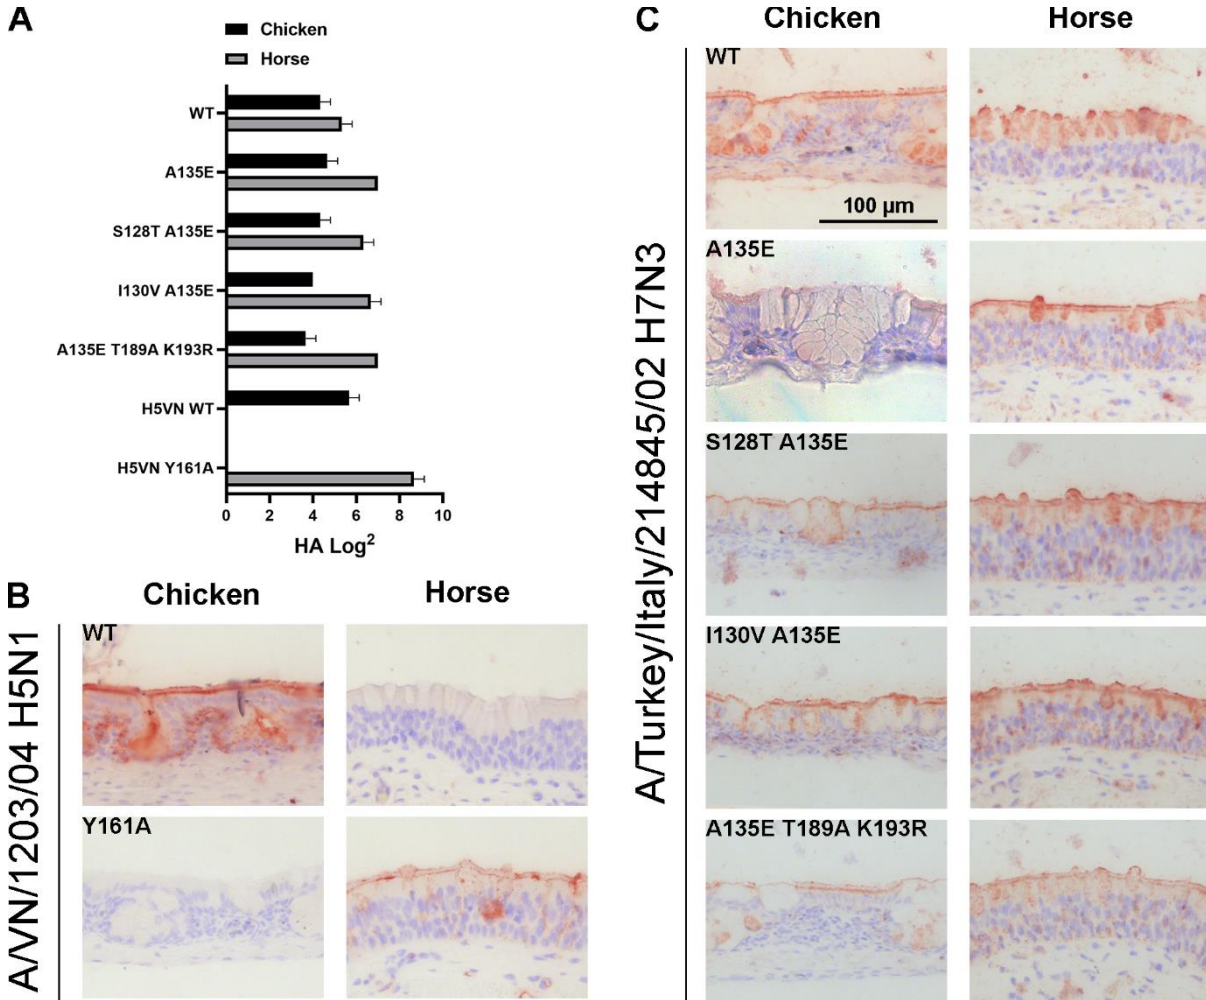 A
Chicken
Horse
WT
A135E
S128T A135E
I130V A135E
A135E T189A K193R
H5VN WT
H5VN Y161A
0 2 4 6 8 10
HA Log2
B
Chicken Horse
A/VN/1203/04 H5N1
WT
Y161A
C
Chicken Horse
A/Turkey/Italy/214845/02 H7N3
WT
100 µm
A135E
S128T A135E
I130V A135E
A135E T189A K193R